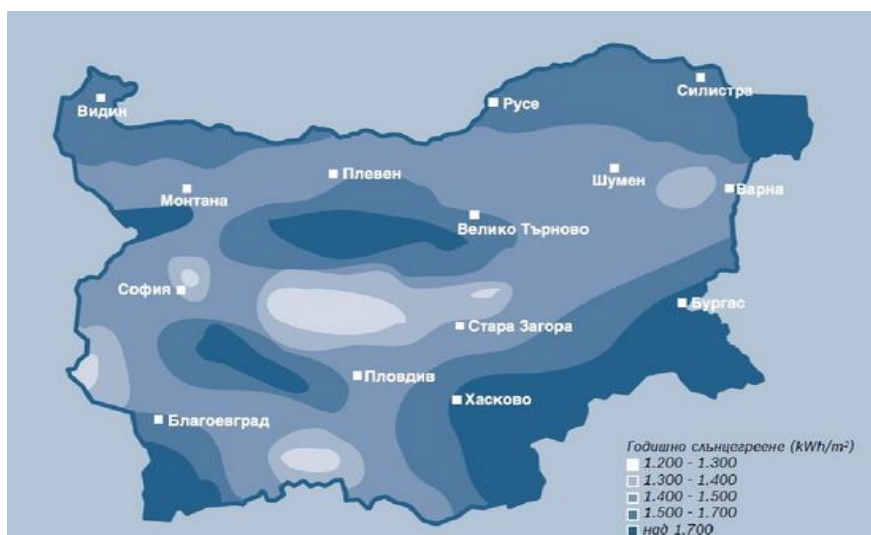 Видин
Русе
Силистра
Плевен
Шумен
Монтана
Варна
Велико Търново
София
Бургас
Стара Загора
Пловдив
Хасково
Благоевград
Годишно слънцегреене (kWh/m²)
1.200 - 1.300
1.300 - 1.400
1.400 - 1.500
1.500 - 1.700
над 1.700